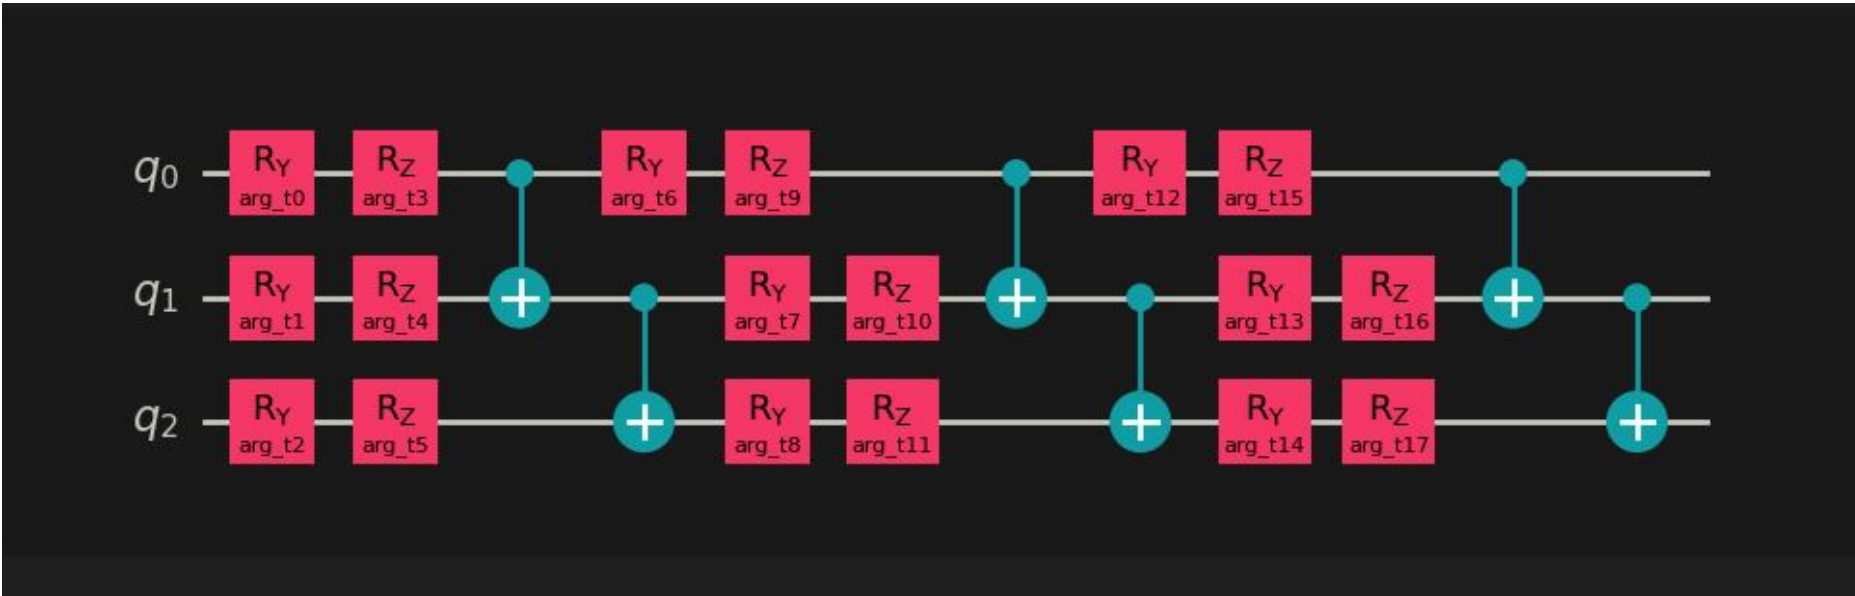 q0 RY RZ RY RZ RY RZ
arg_t0 arg_t3 arg_t6 arg_t9 arg_t12 arg_t15
q1 RY RZ RY RZ RY RZ
arg_t1 arg_t4 arg_t7 arg_t10 arg_t13 arg_t16
q2 RY RZ RY RZ RY RZ
arg_t2 arg_t5 arg_t8 arg_t11 arg_t14 arg_t17